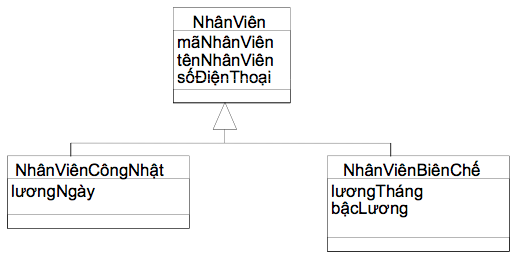 NhânViên
mãNhânViên
tênNhânViên
sốĐiệnThoại
NhânViênCôngNhật
lươngNgày
NhânViênBiênChế
lươngTháng
bậcLương